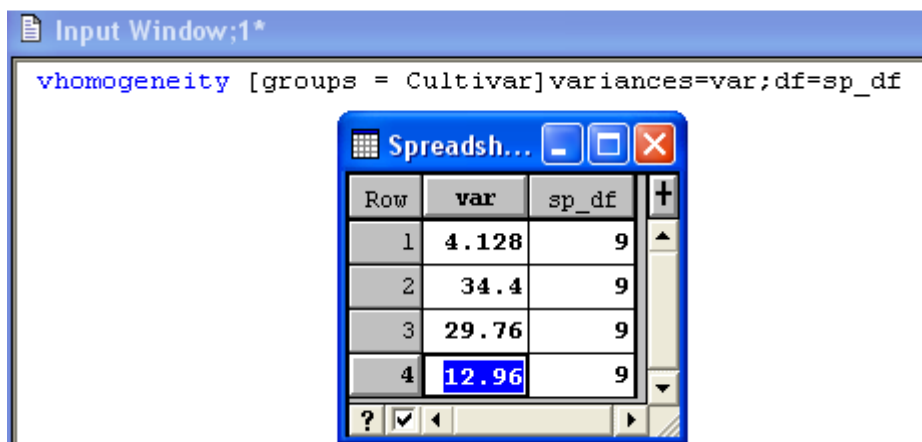 Input Window;1*
vhomogeneity [groups = Cultivar]variances=var;df=sp_df
Spreadsh...
Row var sp_df
1 4.128 9
2 34.4 9
3 29.76 9
4 12.96 9
?